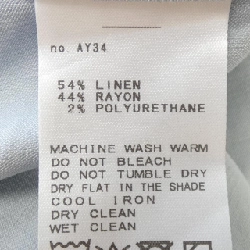 no. AY34
54% LINEN
44% RAYON
2% POLYURETHANE
MACHINE WASH WARM
DO NOT BLEACH
DO NOT TUMBLE DRY
DRY FLAT IN THE SHADE
COOL IRON
DRY CLEAN
WET CLEAN